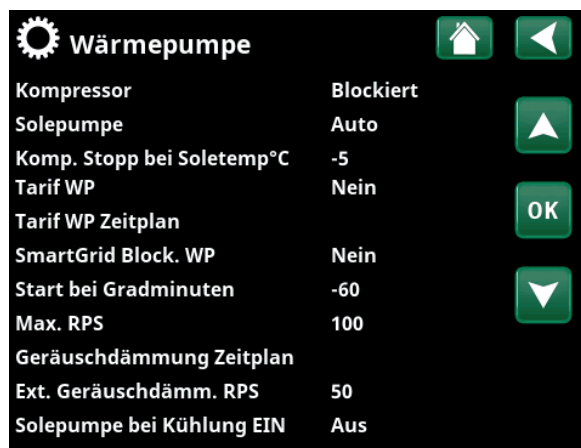 Wärmepumpe
Kompressor Blockiert
Solepumpe Auto
Komp. Stopp bei Soletemp°C -5
Tarif WP Nein
Tarif WP Zeitplan
OK
SmartGrid Block. WP Nein
Start bei Gradminuten -60
Max. RPS 100
Geräuschdämmung Zeitplan
Ext. Geräuschdämm. RPS 50
Solepumpe bei Kühlung EIN Aus